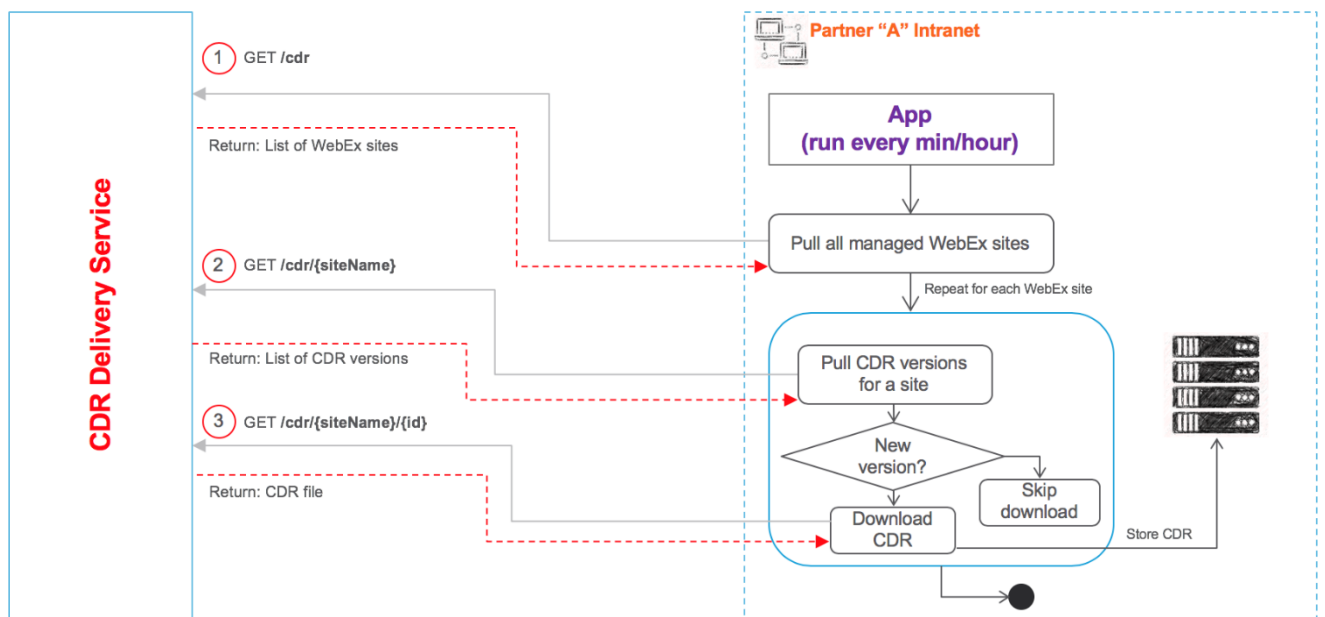 Partner “A” Intranet
1 GET /cdr
App
(run every min/hour)
Return: List of WebEx sites
Pull all managed WebEx sites
2 GET /cdr/{siteName}
Repeat for each WebEx site
CDR Delivery Service
Return: List of CDR versions
Pull CDR versions
for a site
3 GET /cdr/{siteName}/{id}
New
version?
Return: CDR file
Skip
download
Download
CDR
Store CDR